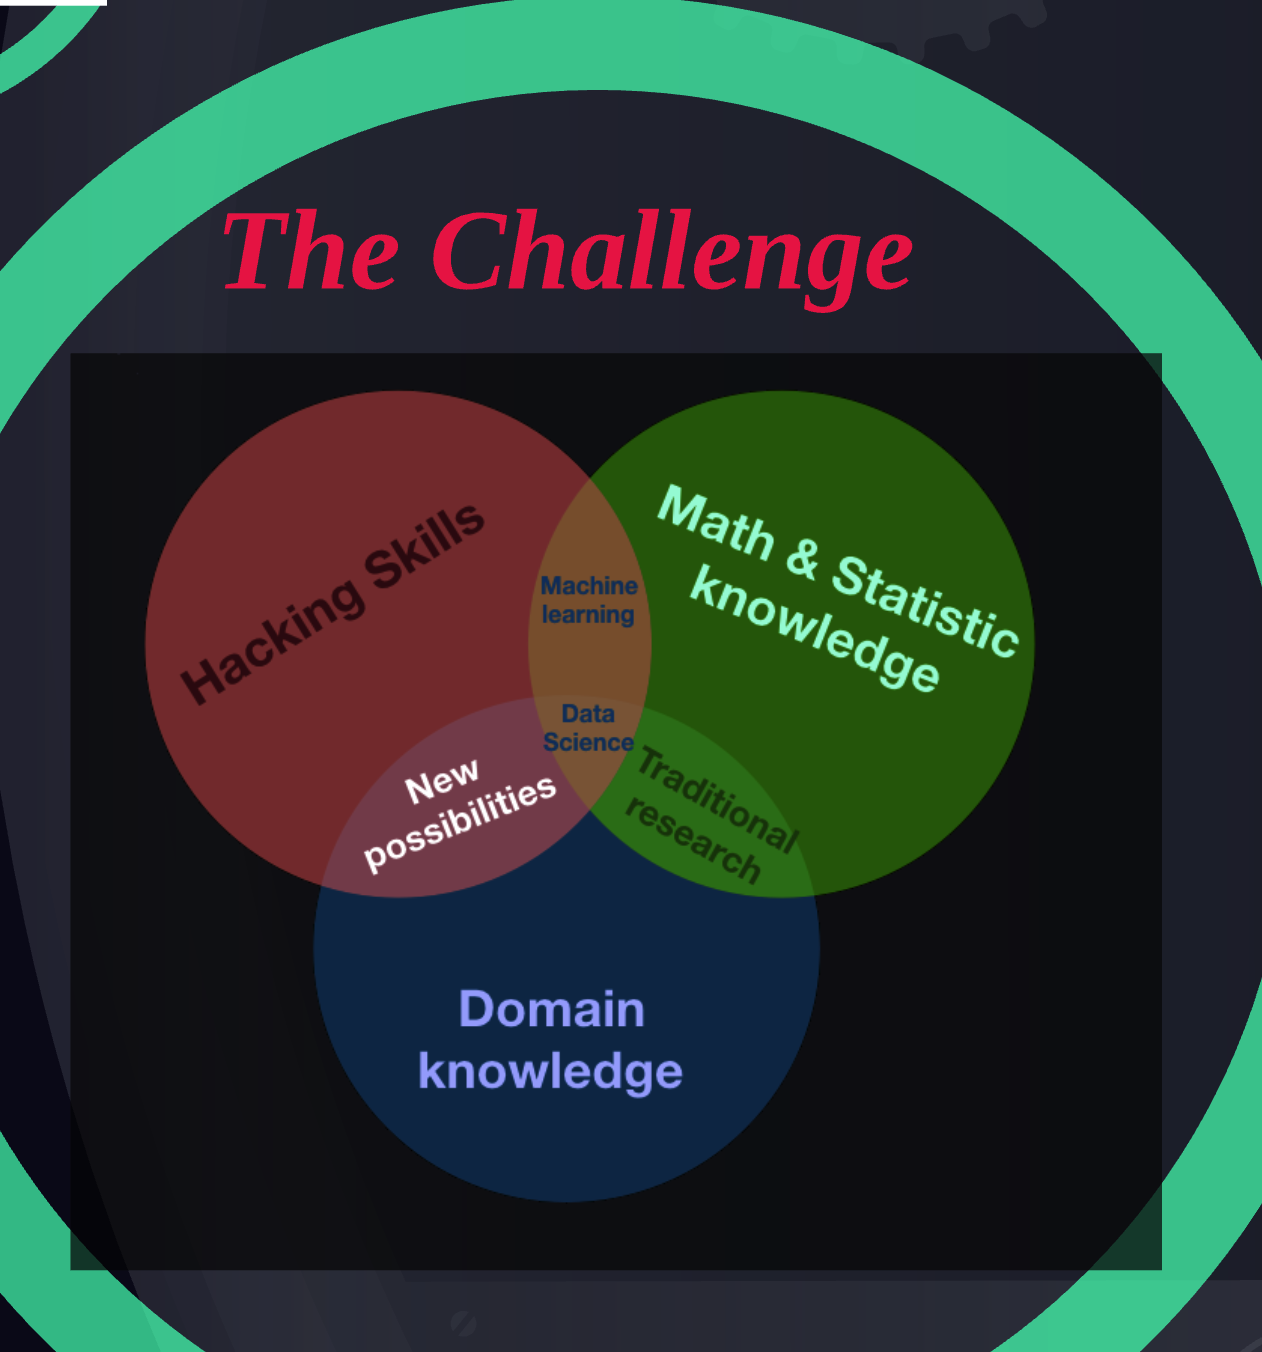 The Challenge
Hacking Skills
Math & Statistic
knowledge
Machine
learning
Data
Science
New
possibilities
Traditional
research
Domain
knowledge